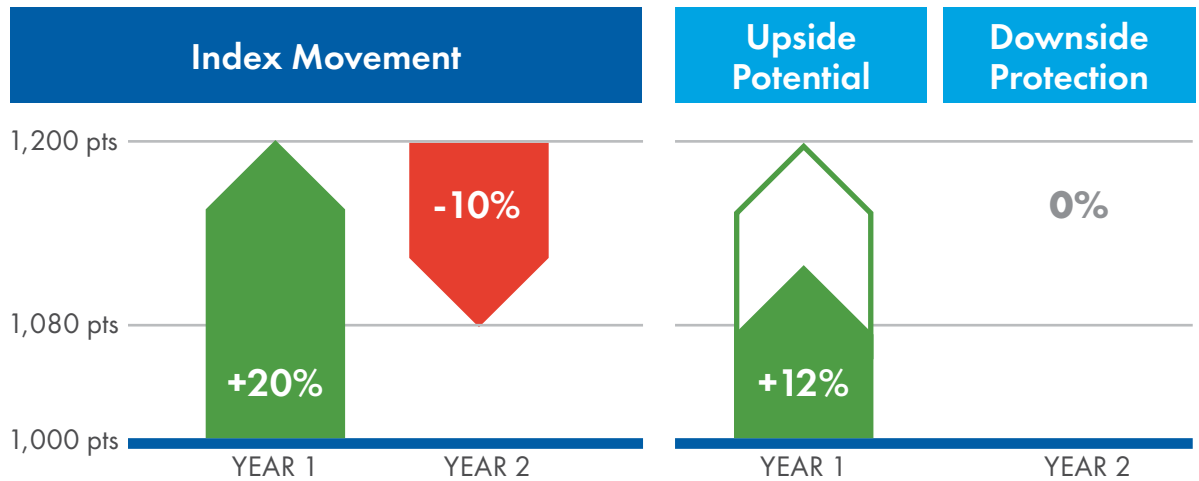 Index Movement
Upside
Potential
Downside
Protection
1,200 pts
-10%
0%
1,080 pts
+20%
+12%
1,000 pts
YEAR 1
YEAR 2
YEAR 1
YEAR 2